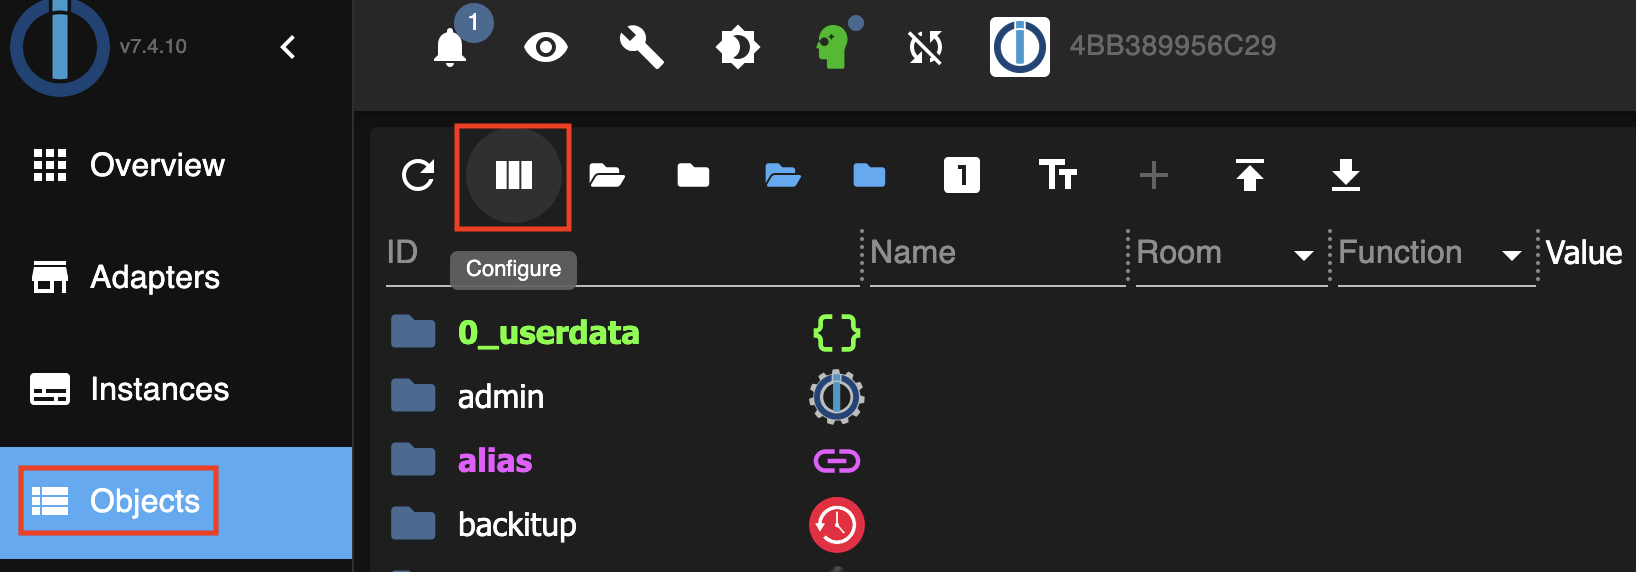 v7.4.10
1
4BB389956C29
Overview
Adapters
Instances
Objects
1
TT
ID
Name
Room
Function
Value
Configure
0_userdata
{}
admin
alias
backitup